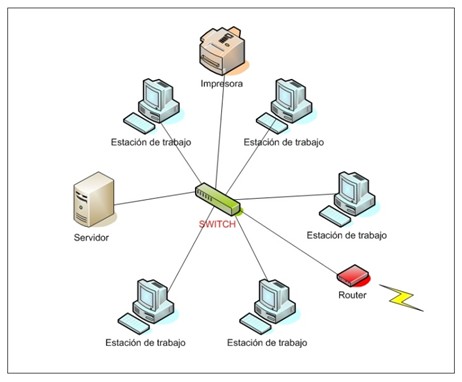 Impresora
Estación de trabajo
Estación de trabajo
Servidor
SWITCH
Estación de trabajo
Router
Estación de trabajo
Estación de trabajo